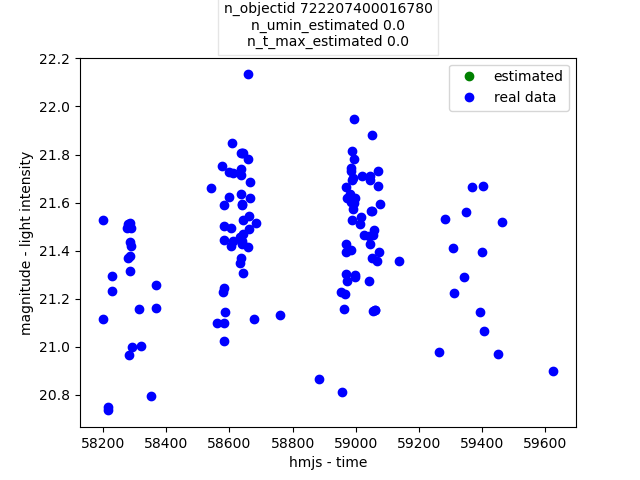 n_objectid 722207400016780
n_umin_estimated 0.0
n_t_max_estimated 0.0
estimated
real data
22.2
22.0
21.8
21.6
21.4
21.2
21.0
20.8
magnitude - light intensity
58200 58400 58600 58800 59000 59200 59400 59600
hmjs - time